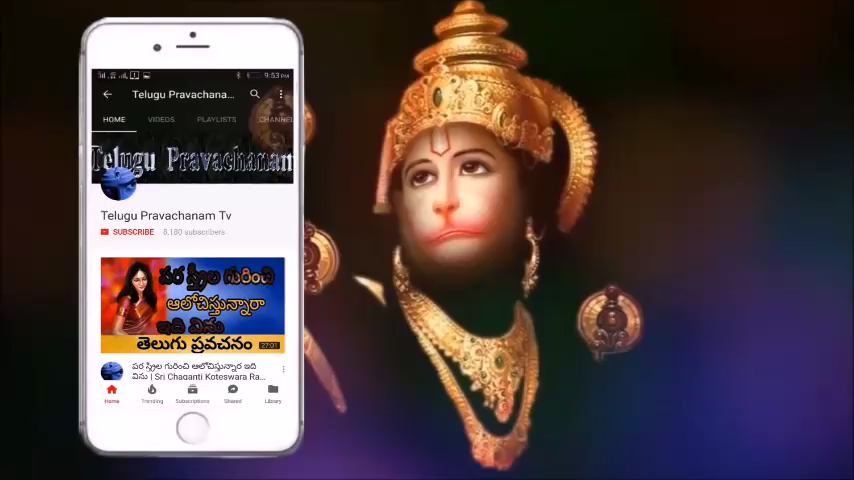 9:53 PM
Telugu Pravachana...
HOME VIDEOS PLAYLISTS CHANNEL
Telugu Pravachanam
Telugu Pravachanam Tv
SUBSCRIBE 8,180 subscribers
పర స్త్రీల గురించి
ఆలోచిస్తున్నారా
ఇది విను
తెలుగు ప్రవచనం 27:01
పర స్త్రీల గురించి ఆలోచిస్తున్నార ఇది
విను | Sri Chaganti Koteswara Ra...
Home Trending Subscriptions Shared Library